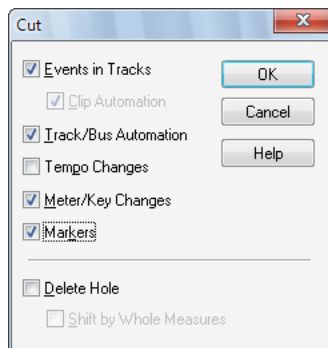 Cut
Events in Tracks
OK
Clip Automation
Cancel
Track/Bus Automation
Tempo Changes
Help
Meter/Key Changes
Markers
Delete Hole
Shift by Whole Measures